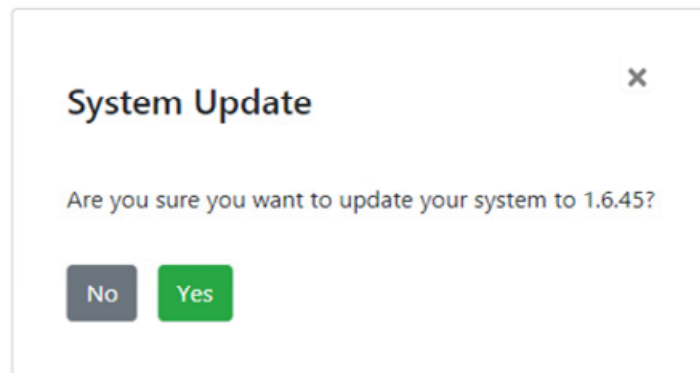 System Update
Are you sure you want to update your system to 1.6.45?
No Yes